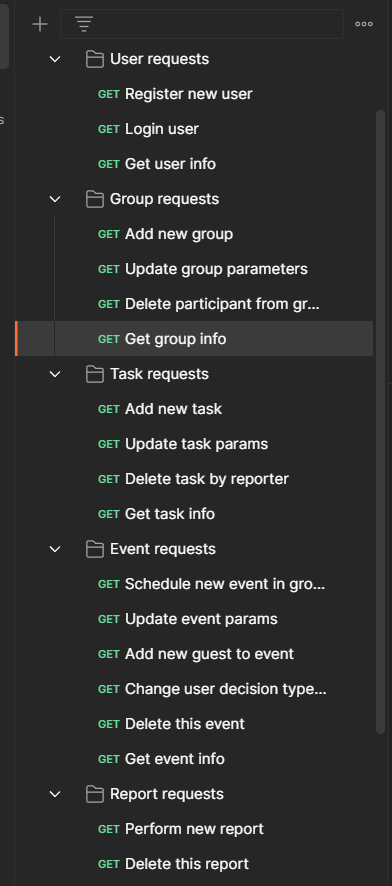 User requests
GET Register new user
GET Login user
GET Get user info
Group requests
GET Add new group
GET Update group parameters
GET Delete participant from gr...
GET Get group info
Task requests
GET Add new task
GET Update task params
GET Delete task by reporter
GET Get task info
Event requests
GET Schedule new event in gro...
GET Update event params
GET Add new guest to event
GET Change user decision type...
GET Delete this event
GET Get event info
Report requests
GET Perform new report
GET Delete this report